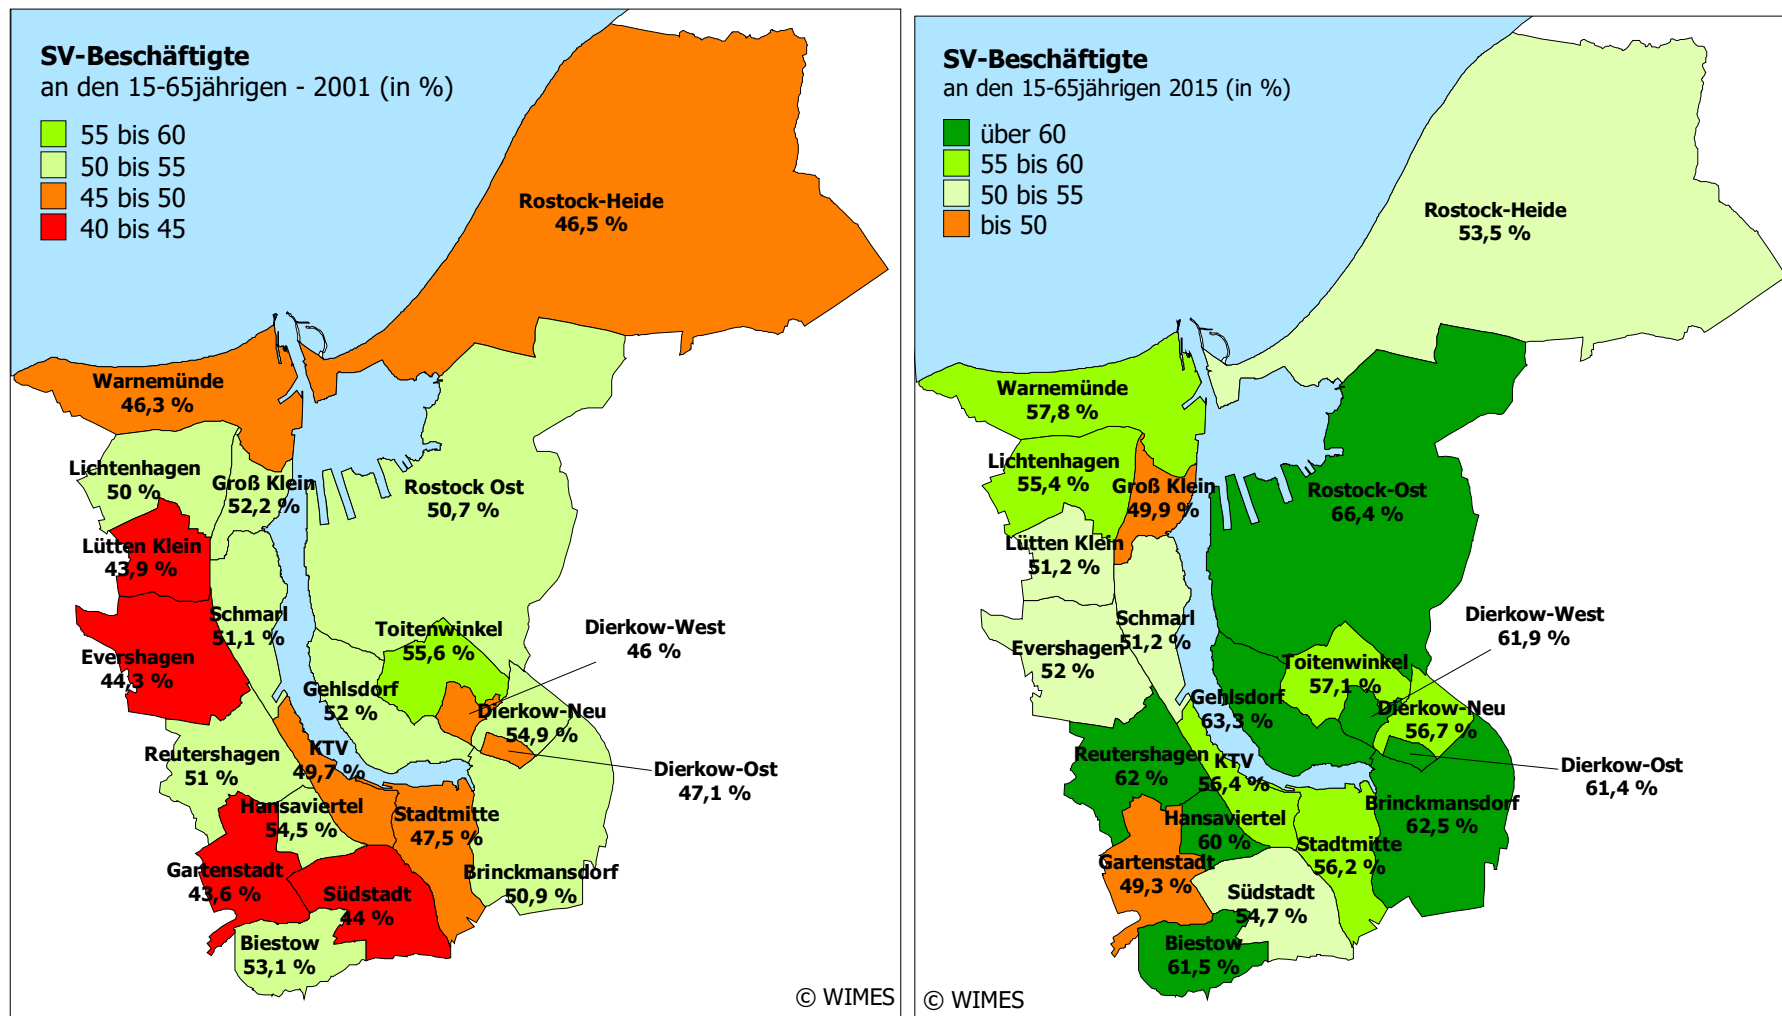 SV-Beschäftigte
an den 15-65jährigen - 2001 (in %)
55 bis 60
50 bis 55
45 bis 50
40 bis 45
Rostock-Heide
46,5 %
Warnemünde
46,3 %
Lichtenhagen
50 %
Groß Klein
52,2 %
Rostock Ost
50,7 %
Lütten Klein
43,9 %
Schmarl
51,1 %
Toitenwinkel
55,6 %
Dierkow-West
46 %
Evershagen
44,3 %
Gehlsdorf
52 %
Dierkow-Neu
54,9 %
Reutershagen
51 %
KTV
49,7 %
Dierkow-Ost
47,1 %
Hansaviertel
54,5 %
Stadtmitte
47,5 %
Gartenstadt
43,6 %
Südstadt
44 %
Brinckmansdorf
50,9 %
Biestow
53,1 %
© WIMES
SV-Beschäftigte
an den 15-65jährigen 2015 (in %)
über 60
55 bis 60
50 bis 55
bis 50
Rostock-Heide
53,5 %
Warnemünde
57,8 %
Lichtenhagen
55,4 %
Groß Klein
49,9 %
Rostock-Ost
66,4 %
Lütten Klein
51,2 %
Schmarl
51,2 %
Dierkow-West
61,9 %
Evershagen
52 %
Toitenwinkel
57,1 %
Gehlsdorf
63,3 %
Dierkow-Neu
56,7 %
Reutershagen
62 %
KTV
56,4 %
Dierkow-Ost
61,4 %
Brinckmansdorf
62,5 %
Hansaviertel
60 %
Stadtmitte
56,2 %
Gartenstadt
49,3 %
Südstadt
54,7 %
Biestow
61,5 %
© WIMES